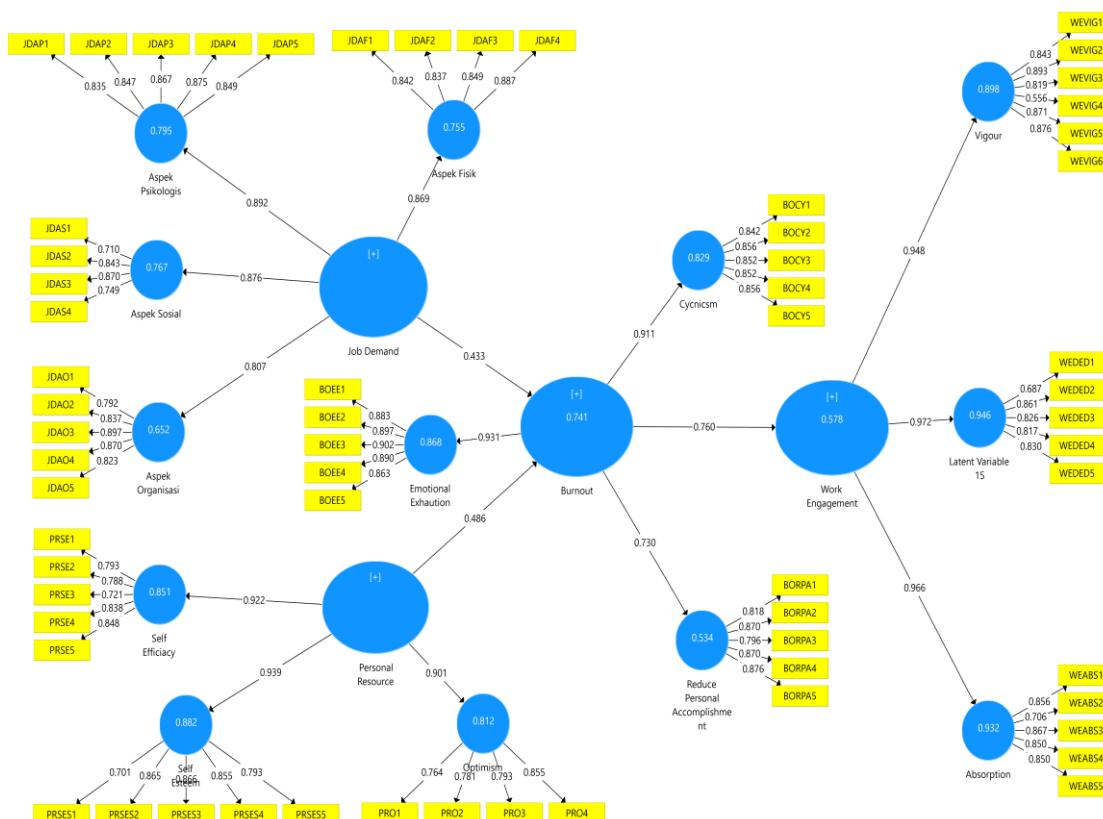 JDAP1 JDAP2 JDAP3 JDAP4 JDAP5
0.835 0.847 0.867 0.875 0.849
0.795
Aspek
Psikologis
JDAF1 JDAF2 JDAF3 JDAF4
0.842 0.837 0.849 0.887
0.755
Aspek Fisik
0.892
0.869
JDAS1
JDAS2
JDAS3
JDAS4
0.710
0.843
0.870
0.749
0.767
Aspek Sosial
0.876
[+]
Job Demand
0.807
0.433
JDAO1
JDAO2
JDAO3
JDAO4
JDAO5
0.792
0.837
0.897
0.870
0.823
0.652
Aspek
Organisasi
BOEE1
BOEE2
BOEE3
BOEE4
BOEE5
0.883
0.897
0.902
0.890
0.863
0.868
Emotional
Exhaution
0.931
[+]
0.741
Burnout
0.911
0.829
Cycnicsm
0.842
0.856
0.852
0.852
0.856
BOCY1
BOCY2
BOCY3
BOCY4
BOCY5
0.760
0.730
0.486
PRSE1
PRSE2
PRSE3
PRSE4
PRSE5
0.793
0.788
0.721
0.838
0.848
0.851
Self
Efficiacy
0.922
[+]
Personal
Resource
0.939
0.901
0.882
Self
Esteem
0.701 0.865 0.866 0.855 0.793
PRSES1 PRSES2 PRSES3 PRSES4 PRSES5
0.812
Optimism
0.764 0.781 0.793 0.855
PRO1 PRO2 PRO3 PRO4
0.534
Reduce
Personal
Accomplishme
nt
0.818
0.870
0.796
0.870
0.876
BORPA1
BORPA2
BORPA3
BORPA4
BORPA5
[+]
0.578
Work
Engagement
0.948
0.972
0.966
0.898
Vigour
0.843
0.893
0.819
0.556
0.871
0.876
WEVIG1
WEVIG2
WEVIG3
WEVIG4
WEVIG5
WEVIG6
0.946
Latent Variable
15
0.687
0.861
0.826
0.817
0.830
WEDED1
WEDED2
WEDED3
WEDED4
WEDED5
0.932
Absorption
0.856
0.706
0.867
0.850
0.850
WEABS1
WEABS2
WEABS3
WEABS4
WEABS5